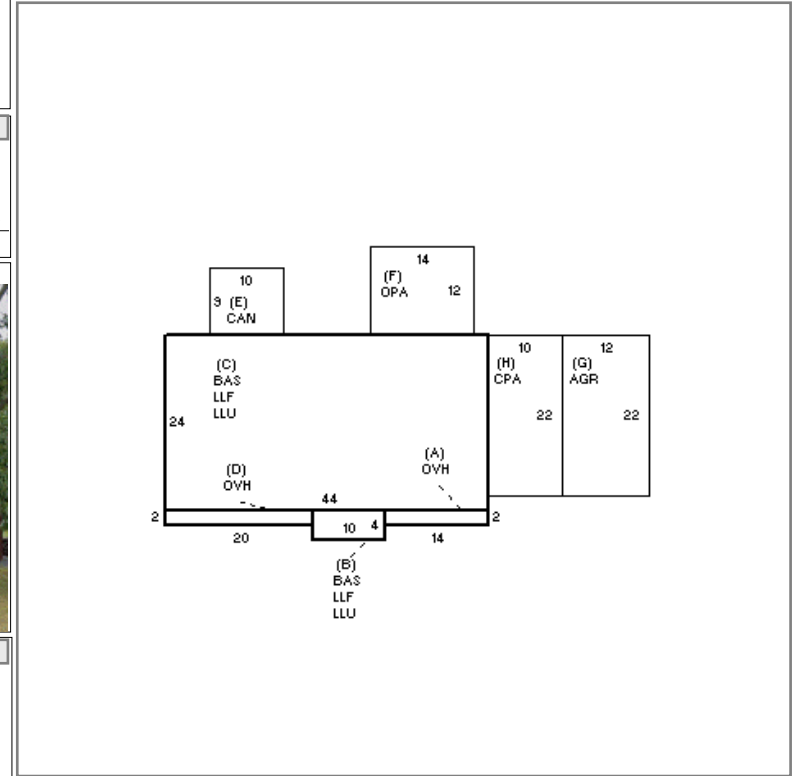 14
(F)
OPA 12
10
9 (E)
CAN
10
(H)
CPA
22
12
(G)
AGR
22
(C)
BAS
LLF
LLU
24
(A)
OVH
(D)
OVH
44
2
20
10 4
14
2
(B)
BAS
LLF
LLU